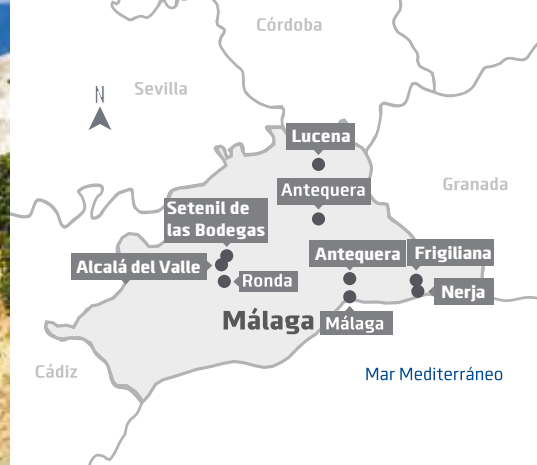 Córdoba
N
Sevilla
Lucena
Granada
Antequera
Setenil de
las Bodegas
Antequera
Frigiliana
Alcalá del Valle
Ronda
Nerja
Málaga
Málaga
Cádiz
Mar Mediterráneo